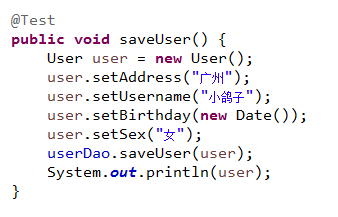 @Test
public void saveUser() {
    User user = new User();
    user.setAddress("广州");
    user.setUsername("小鸽子");
    user.setBirthday(new Date());
    user.setSex("女");
    userDao.saveUser(user);
    System.out.println(user);
}